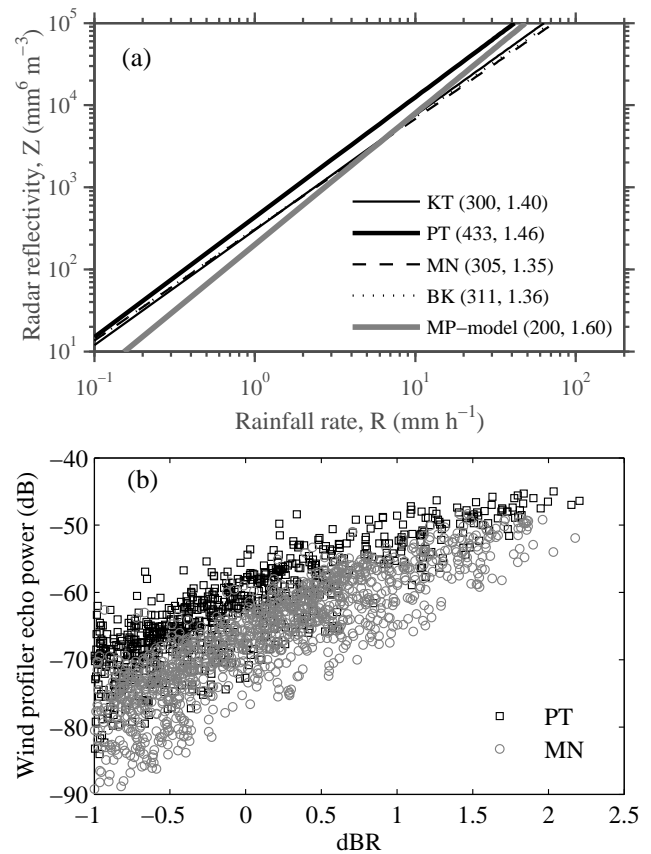 (a)
Radar reflectivity, Z (mm⁶ m⁻³)
10⁵
10⁴
10³
10²
10¹
KT (300, 1.40)
PT (433, 1.46)
MN (305, 1.35)
BK (311, 1.36)
MP−model (200, 1.60)
10⁻¹ 10⁰ 10¹ 10²
Rainfall rate, R (mm h⁻¹)
(b)
Wind profiler echo power (dB)
−40
−50
−60
−70
−80
−90
PT
MN
−1 −0.5 0 0.5 1 1.5 2 2.5
dBR